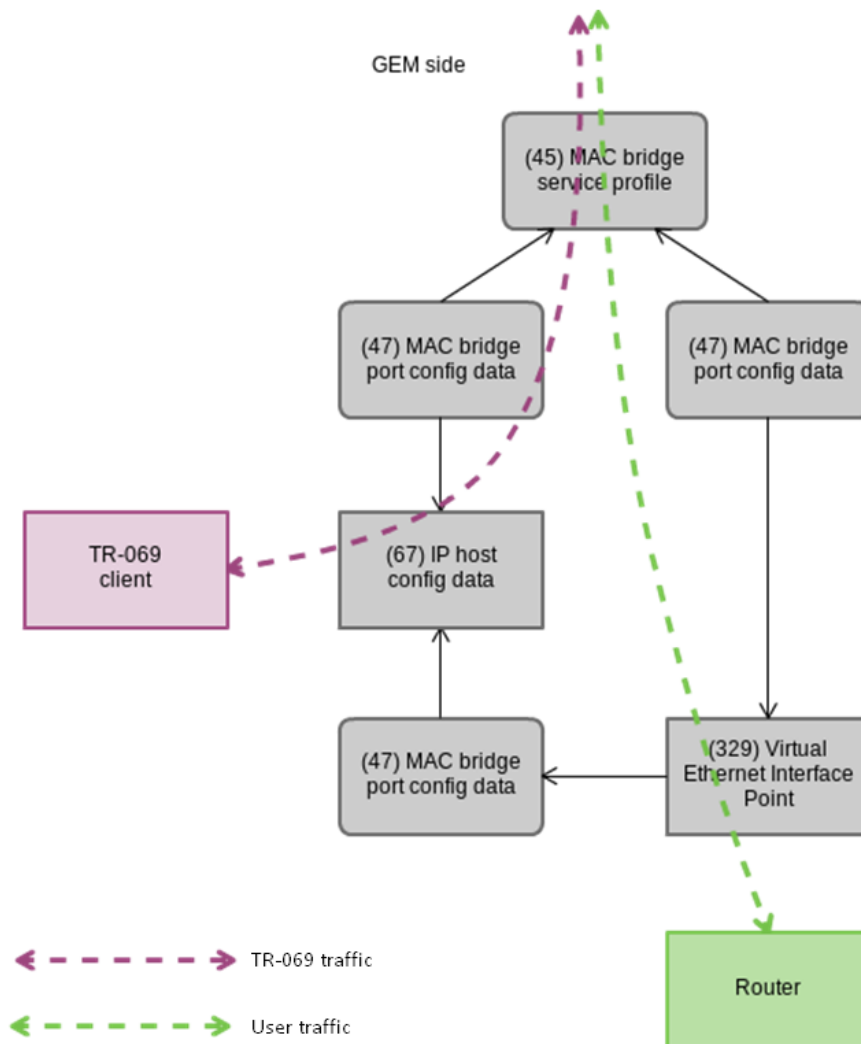 GEM side
(45) MAC bridge
service profile
(47) MAC bridge
port config data
(47) MAC bridge
port config data
TR-069
client
(67) IP host
config data
(47) MAC bridge
port config data
(329) Virtual
Ethernet Interface
Point
TR-069 traffic
Router
User traffic